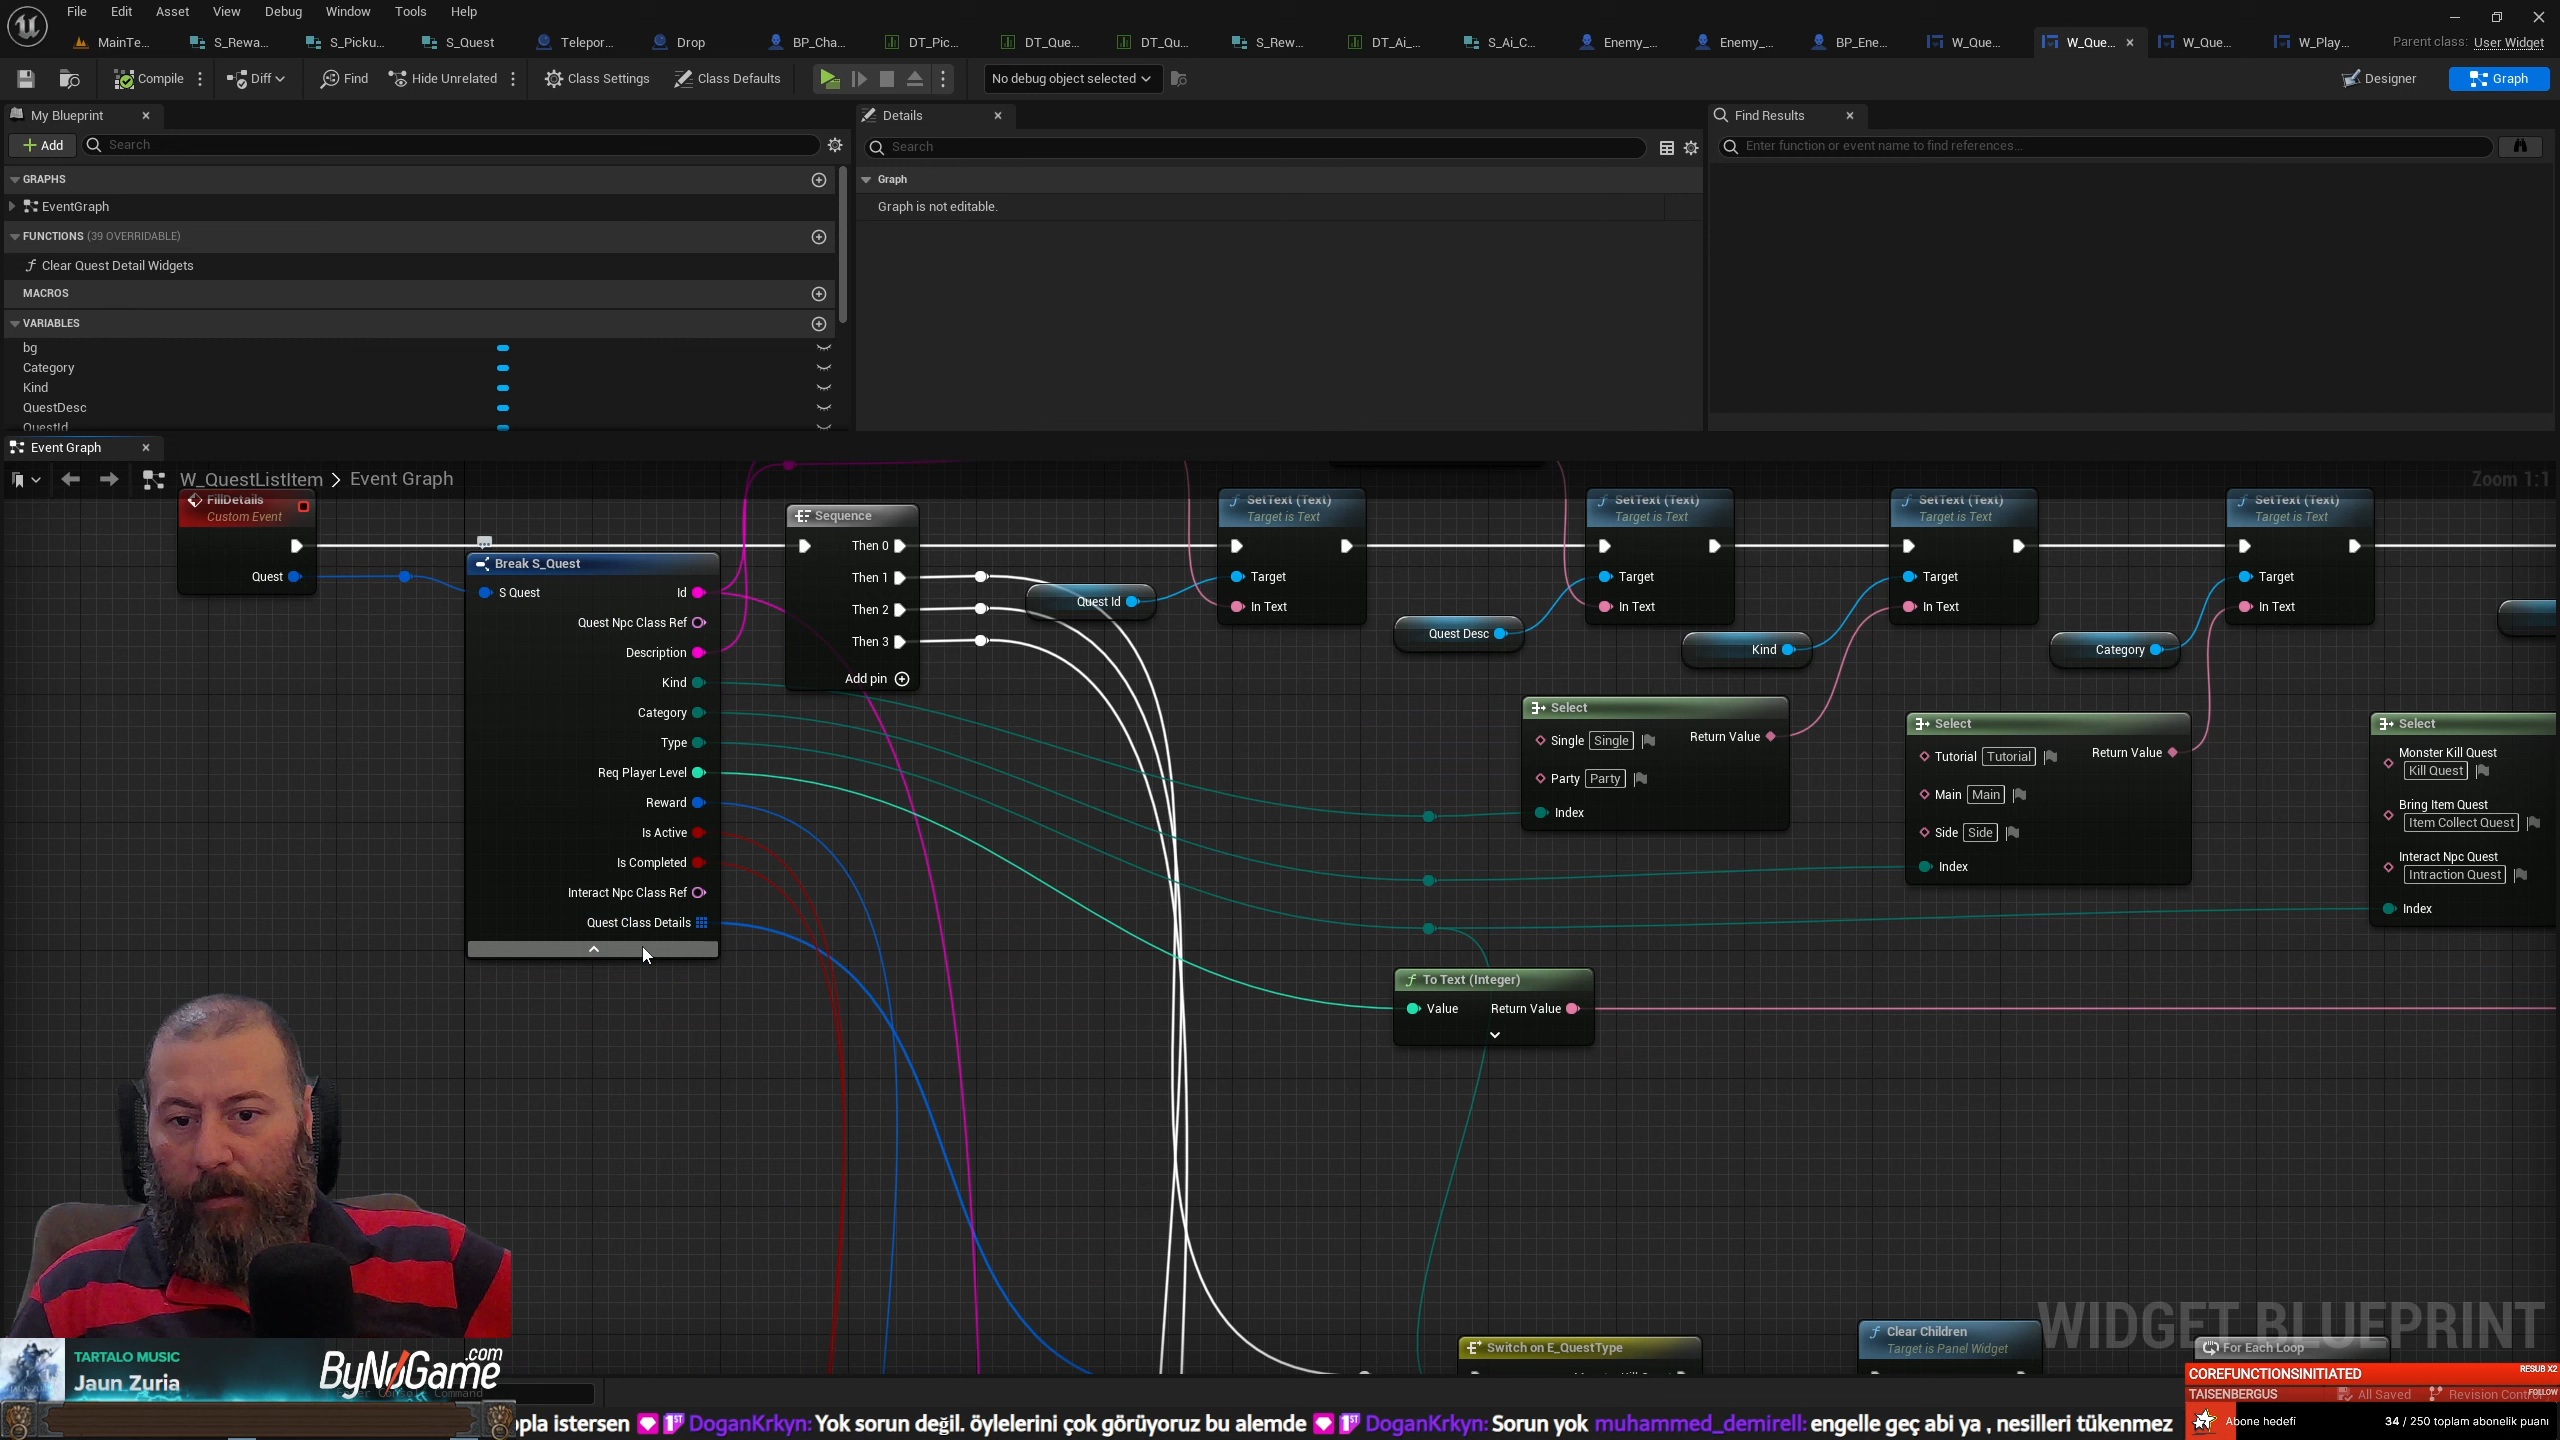 File Edit Asset View Debug Window Tools Help
MainTe... S_Rewa... S_Picku... S_Quest Telepor... Drop BP_Cha... DT_Pic... DT_Que... DT_Qu... S_Rew... DT_Ai_... S_Ai_C... Enemy_... Enemy_... BP_Ene... W_Que... W_Que... W_Que... W_Play... Parent class: User Widget
Compile Diff Find Hide Unrelated Class Settings Class Defaults No debug object selected Designer Graph
My Blueprint Details Find Results
Add Search Search Enter function or event name to find references...
GRAPHS Graph
EventGraph Graph is not editable.
FUNCTIONS (39 OVERRIDABLE)
Clear Quest Detail Widgets
MACROS
VARIABLES
bg
Category
Kind
QuestDesc
QuestId
Event Graph
W_QuestListItem > Event Graph Zoom 1:1
FillDetails
Custom Event
Quest
Break S_Quest
S Quest
Id
Quest Npc Class Ref
Description
Kind
Category
Type
Req Player Level
Reward
Is Active
Is Completed
Interact Npc Class Ref
Quest Class Details
Sequence
Then 0
Then 1
Then 2
Then 3
Add pin
Quest Id
SetText (Text)
Target is Text
Target
In Text
Quest Desc
SetText (Text)
Target is Text
Target
In Text
Kind
SetText (Text)
Target is Text
Target
In Text
Category
SetText (Text)
Target is Text
Target
In Text
Select
Single Single Return Value
Party Party
Index
Select
Tutorial Tutorial Return Value
Main Main
Side Side
Index
Select
Monster Kill Quest
Kill Quest
Bring Item Quest
Item Collect Quest
Interact Npc Quest
Intraction Quest
Index
To Text (Integer)
Value Return Value
Switch on E_QuestType
Clear Children
Target is Panel Widget
For Each Loop
WIDGET BLUEPRINT
TARTALO MUSIC
Jaun Zuria
ByNoGame.com
COREFUNCTIONSINITIATED RESUB X2
TAISENBERGUS FOLLOW
All Saved Revision Control
Abone hedefi 34 / 250 toplam abonelik puanı
opla istersen 1ST DoganKrkyn: Yok sorun değil. öylelerini çok görüyoruz bu alemde 1ST DoganKrkyn: Sorun yok muhammed_demirell: engelle geç abi ya , nesilleri tükenmez